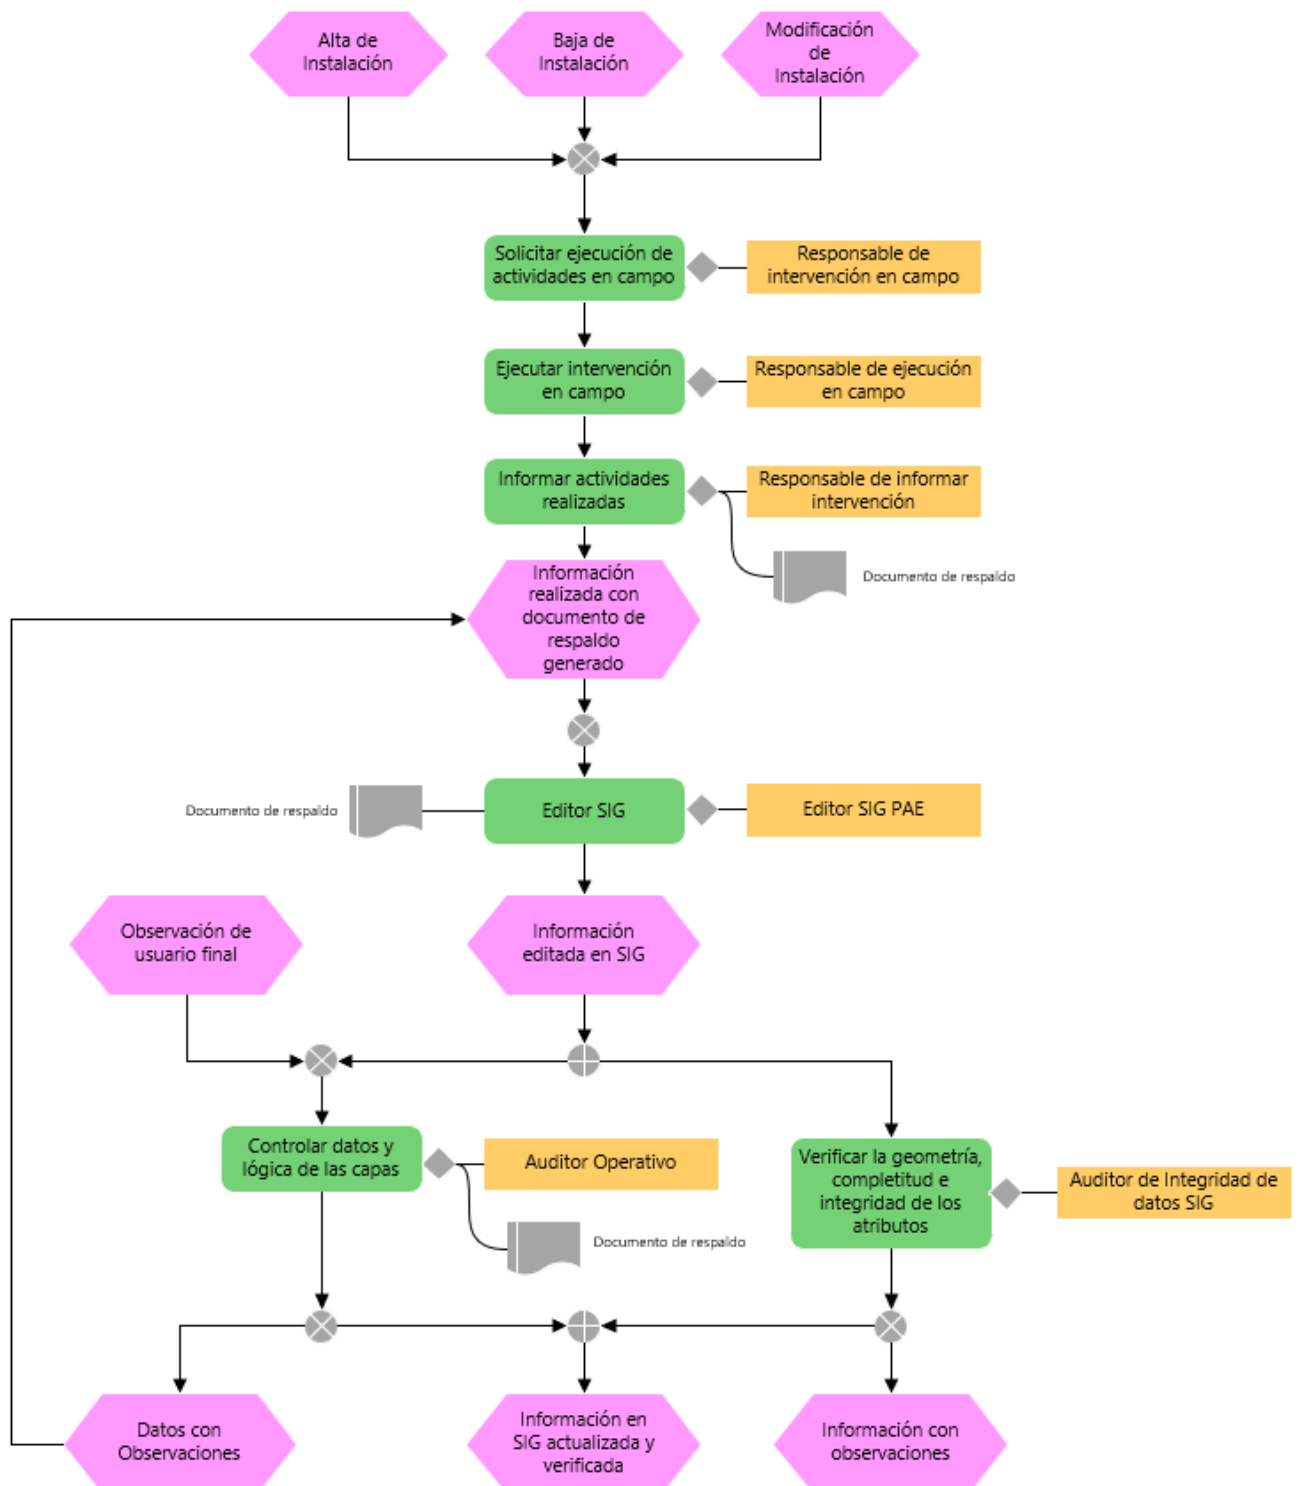 Alta de
Instalación
Baja de
Instalación
Modificación
de
Instalación
Solicitar ejecución de
actividades en campo
Responsable de
intervención en campo
Ejecutar intervención
en campo
Responsable de ejecución
en campo
Informar actividades
realizadas
Responsable de informar
intervención
Documento de respaldo
Información
realizada con
documento de
respaldo
generado
Documento de respaldo
Editor SIG
Editor SIG PAE
Observación de
usuario final
Información
editada en SIG
Controlar datos y
lógica de las capas
Auditor Operativo
Documento de respaldo
Verificar la geometría,
completitud e
integridad de los
atributos
Auditor de Integridad de
datos SIG
Datos con
Observaciones
Información en
SIG actualizada y
verificada
Información con
observaciones